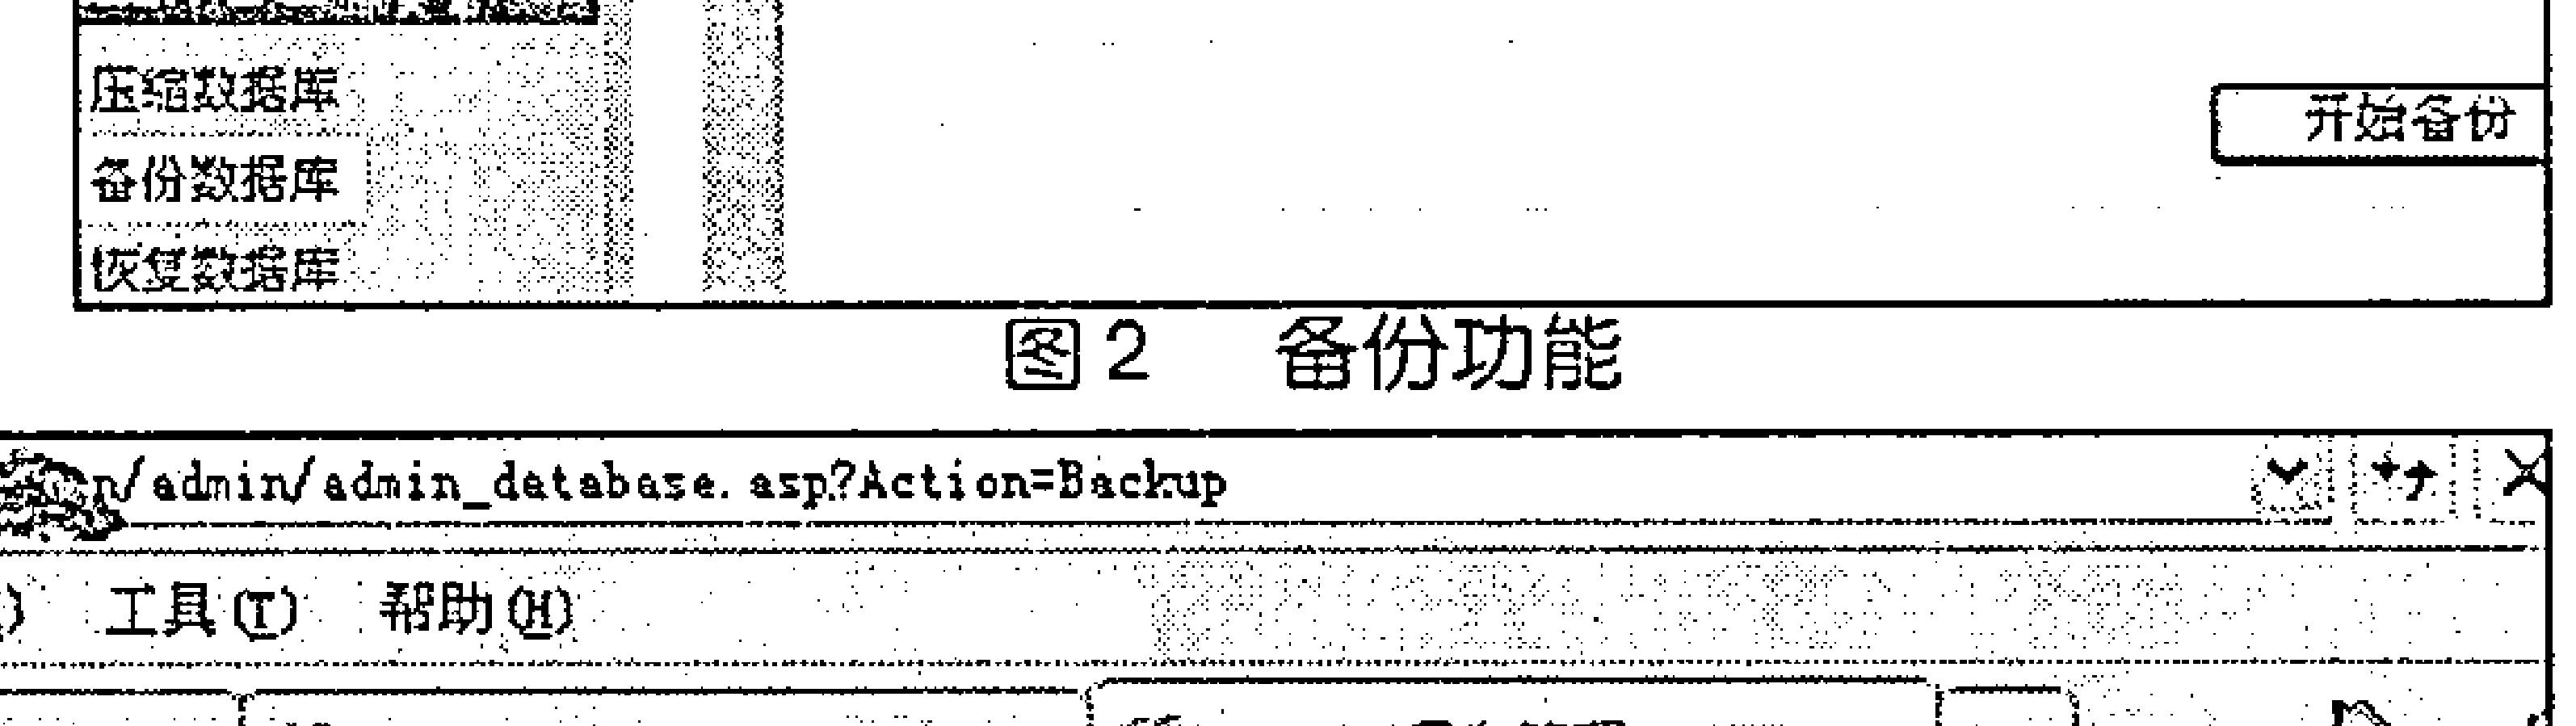 压缩数据库
开始备份
备份数据库
恢复数据库
图2 备份功能
n/admin/admin_database.asp?Action=Backup
工具(T) 帮助(H)